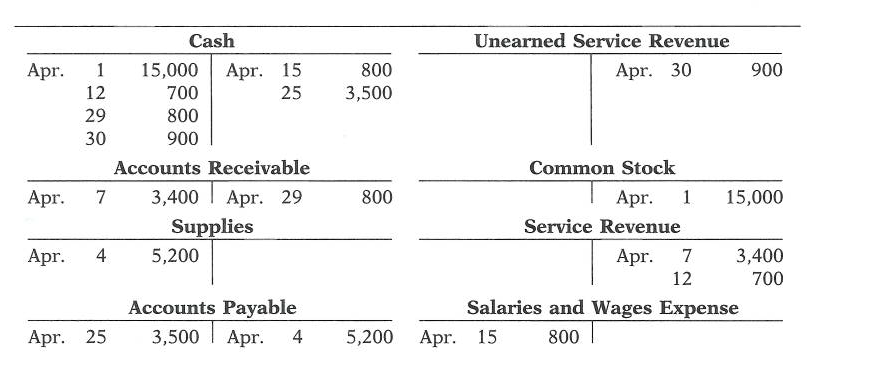 Cash
Apr. 1 15,000 Apr. 15 800
12 700 25 3,500
29 800
30 900
Accounts Receivable
Apr. 7 3,400 Apr. 29 800
Supplies
Apr. 4 5,200
Accounts Payable
Apr. 25 3,500 Apr. 4 5,200
Unearned Service Revenue
Apr. 30 900
Common Stock
Apr. 1 15,000
Service Revenue
Apr. 7 3,400
12 700
Salaries and Wages Expense
Apr. 15 800